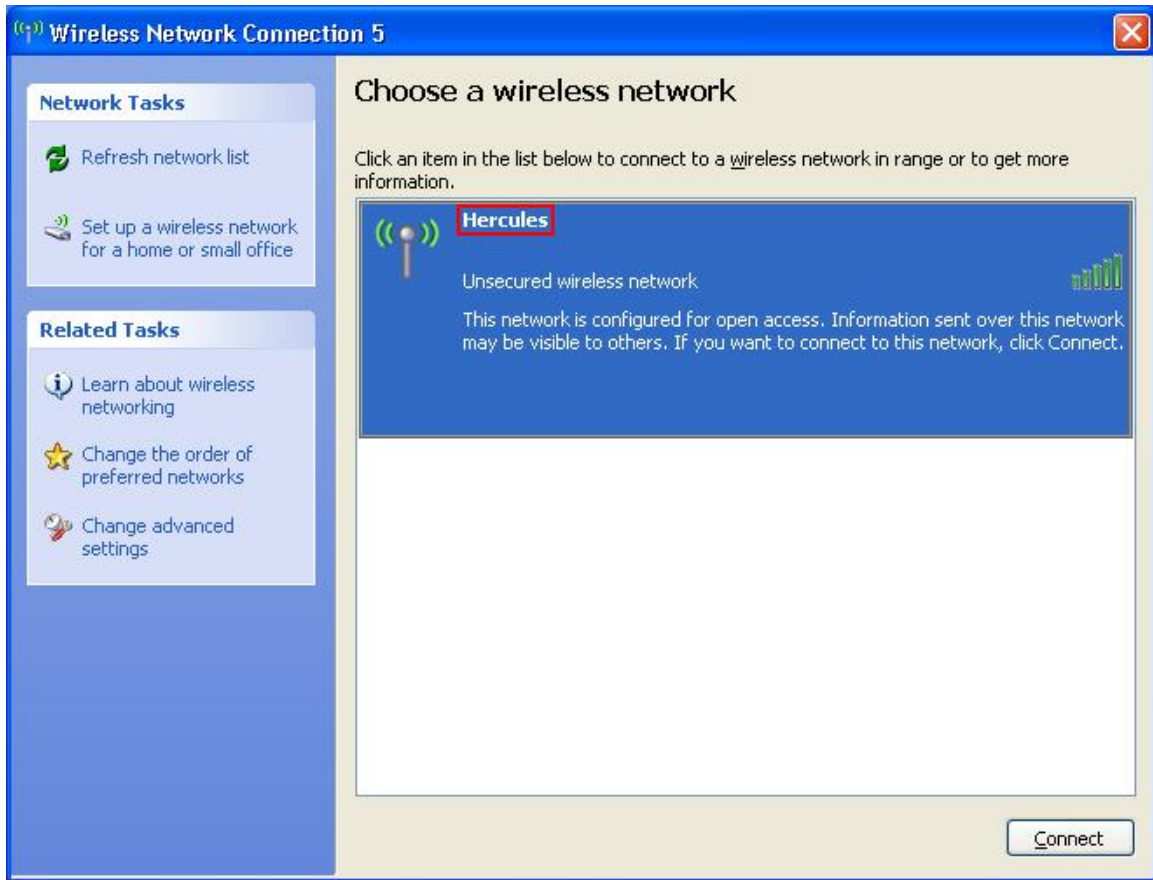 Wireless Network Connection 5
Network Tasks
Refresh network list
Set up a wireless network
for a home or small office
Related Tasks
Learn about wireless
networking
Change the order of
preferred networks
Change advanced
settings
Choose a wireless network
Click an item in the list below to connect to a wireless network in range or to get more
information.
Hercules
Unsecured wireless network
This network is configured for open access. Information sent over this network
may be visible to others. If you want to connect to this network, click Connect.
Connect